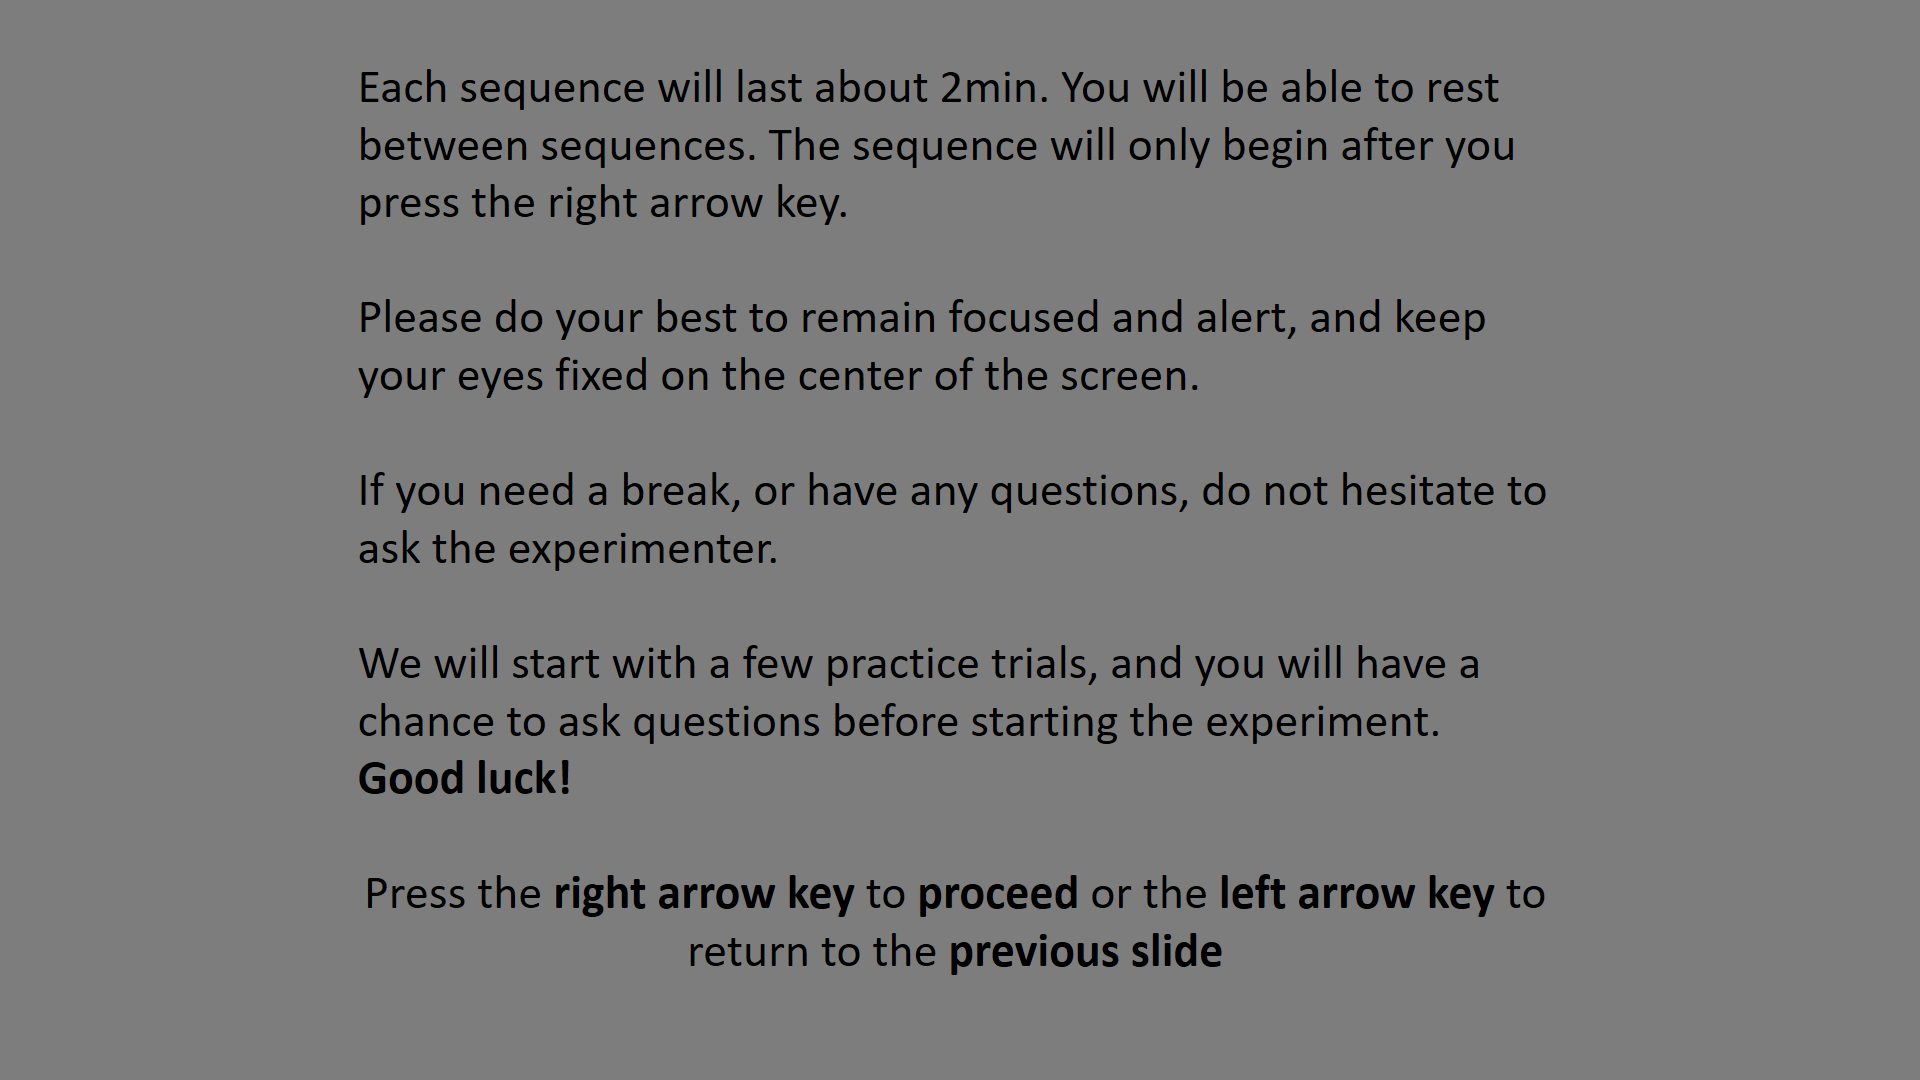 Each sequence will last about 2min. You will be able to rest
between sequences. The sequence will only begin after you
press the right arrow key.
Please do your best to remain focused and alert, and keep
your eyes fixed on the center of the screen.
If you need a break, or have any questions, do not hesitate to
ask the experimenter.
We will start with a few practice trials, and you will have a
chance to ask questions before starting the experiment.
Good luck!
Press the right arrow key to proceed or the left arrow key to
return to the previous slide